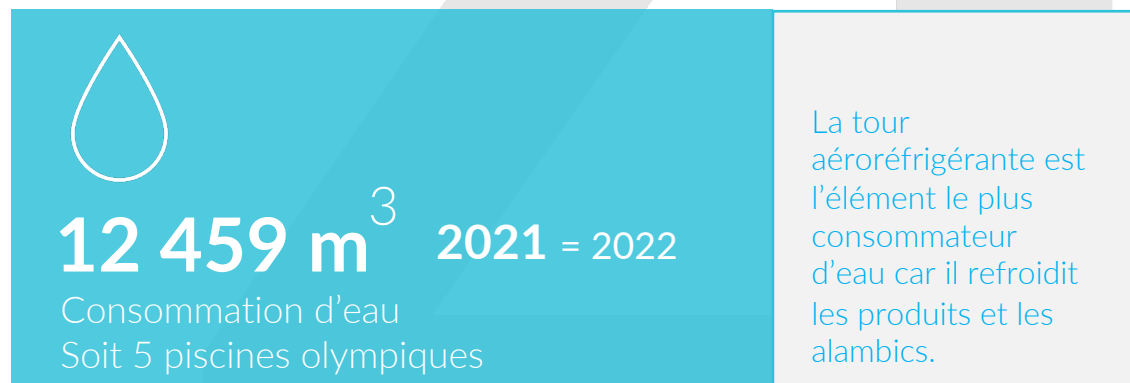 12 459 m³ 2021 = 2022
Consommation d’eau
Soit 5 piscines olympiques
La tour
aéroréfrigérante est
l’élément le plus
consommateur
d’eau car il refroidit
les produits et les
alambics.